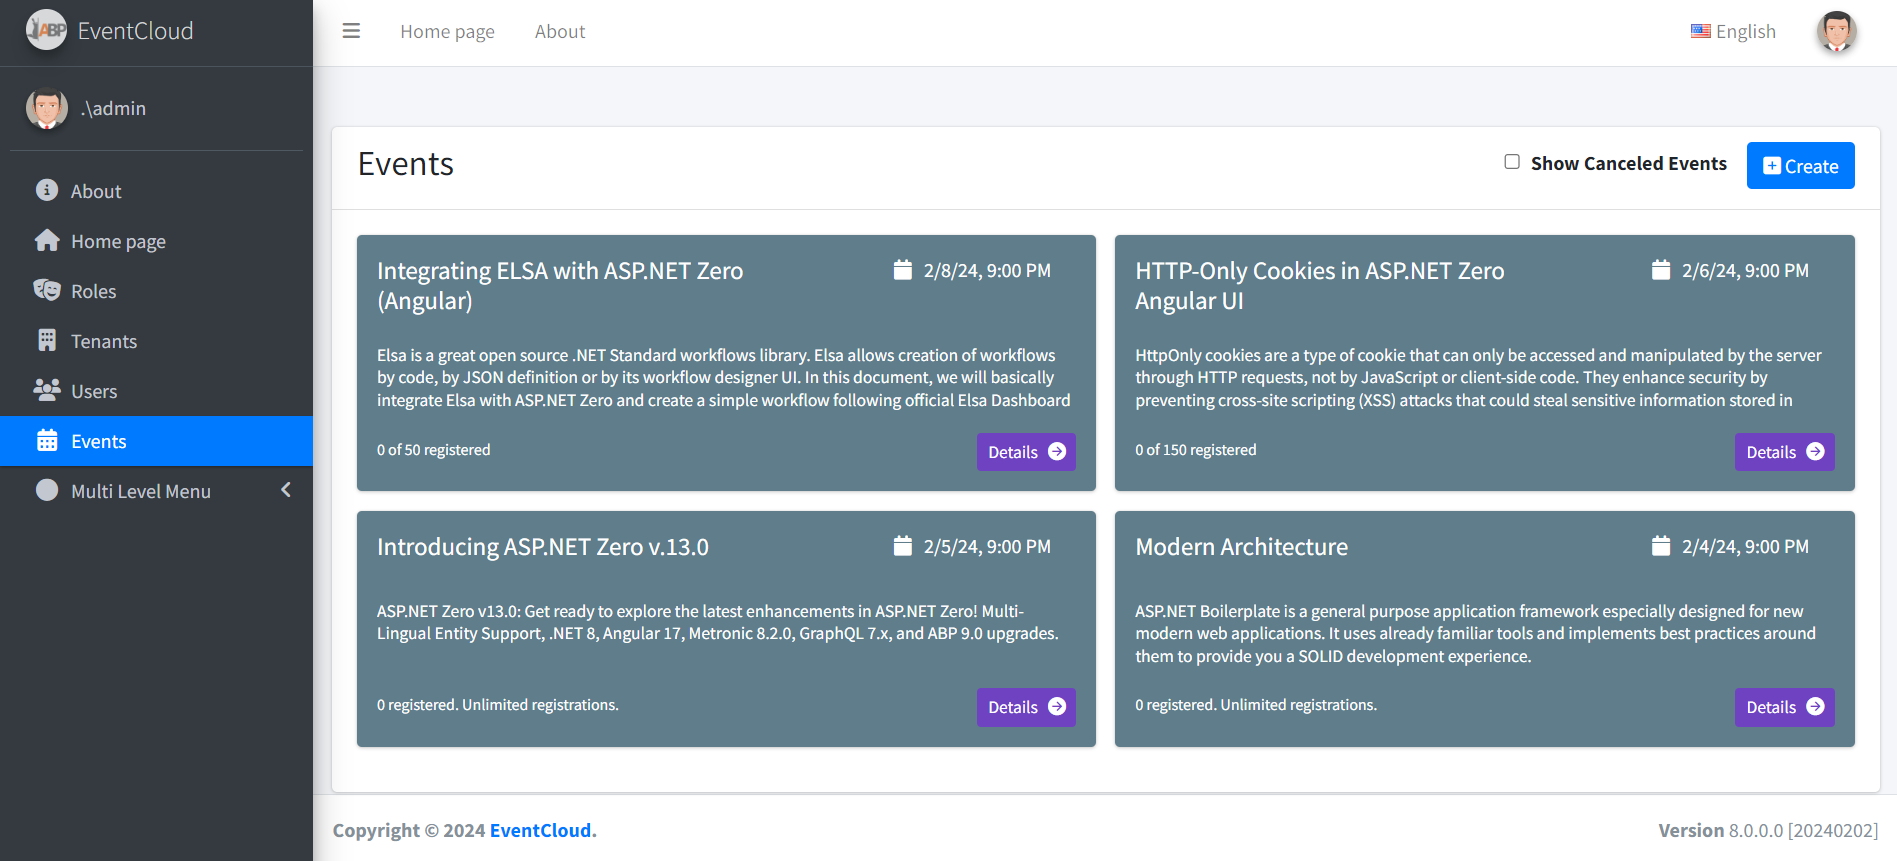 ABP EventCloud
Home page
About
English
.\admin
About
Home page
Roles
Tenants
Users
Events
Multi Level Menu
Events
Show Canceled Events
Create
Integrating ELSA with ASP.NET Zero
(Angular)
2/8/24, 9:00 PM
Elsa is a great open source .NET Standard workflows library. Elsa allows creation of workflows
by code, by JSON definition or by its workflow designer UI. In this document, we will basically
integrate Elsa with ASP.NET Zero and create a simple workflow following official Elsa Dashboard
0 of 50 registered
Details
HTTP-Only Cookies in ASP.NET Zero
Angular UI
2/6/24, 9:00 PM
HttpOnly cookies are a type of cookie that can only be accessed and manipulated by the server
through HTTP requests, not by JavaScript or client-side code. They enhance security by
preventing cross-site scripting (XSS) attacks that could steal sensitive information stored in
0 of 150 registered
Details
Introducing ASP.NET Zero v.13.0
2/5/24, 9:00 PM
ASP.NET Zero v13.0: Get ready to explore the latest enhancements in ASP.NET Zero! Multi-
Lingual Entity Support, .NET 8, Angular 17, Metronic 8.2.0, GraphQL 7.x, and ABP 9.0 upgrades.
0 registered. Unlimited registrations.
Details
Modern Architecture
2/4/24, 9:00 PM
ASP.NET Boilerplate is a general purpose application framework especially designed for new
modern web applications. It uses already familiar tools and implements best practices around
them to provide you a SOLID development experience.
0 registered. Unlimited registrations.
Details
Copyright © 2024 EventCloud.
Version 8.0.0.0 [20240202]